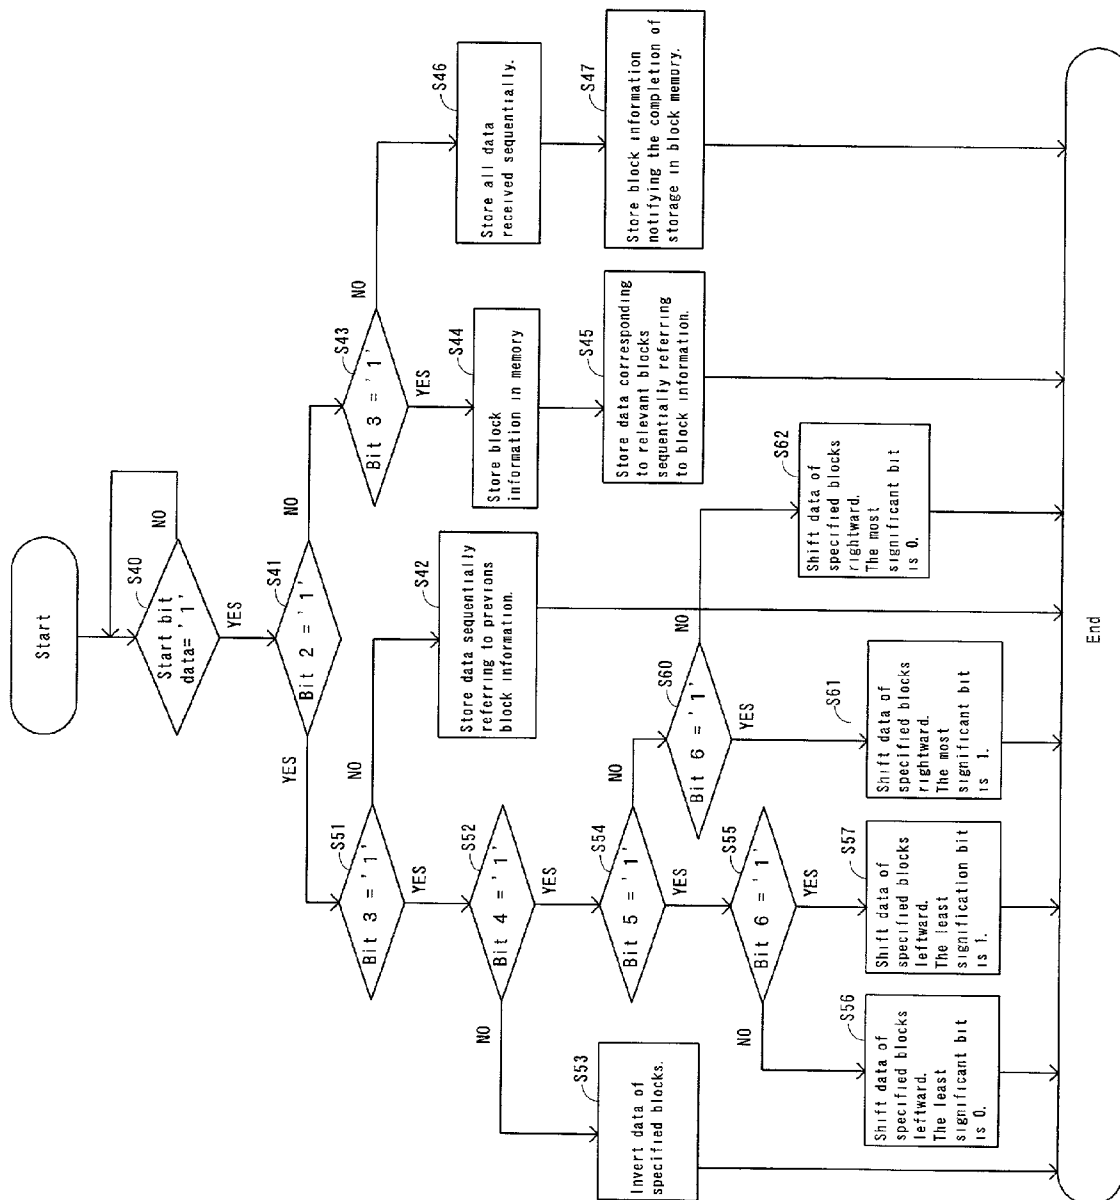 Start
S40
Start bit
data= '1'
NO
YES
S41
Bit 2 = '1'
YES
NO
S51
Bit 3 = '1'
NO
YES
S43
Bit 3 = '1'
NO
YES
S52
Bit 4 = '1'
NO
YES
S42
Store data sequentially
referring to previons
block information.
S44
Store block
information in memory
S46
Store all data
received sequentially.
S53
Invert data of
specified blocks.
S54
Bit 5 = '1'
NO
YES
S45
Store data corresponding
to relevant blocks
sequentially referring
to block information.
S47
Store block information
notifying the completion of
storage in block memory.
S55
Bit 6 = '1'
NO
YES
S60
Bit 6 = '1'
NO
YES
S56
Shift data of
specified blocks
leftward.
The least
significant bit
is 0.
S57
Shift data of
specified blocks
leftward.
The least
signification bit
is 1.
S61
Shift data of
specified blocks
rightward.
The most
significant bit
is 1.
S62
Shift data of
specified blocks
rightward.
The most
significant bit
is 0.
End